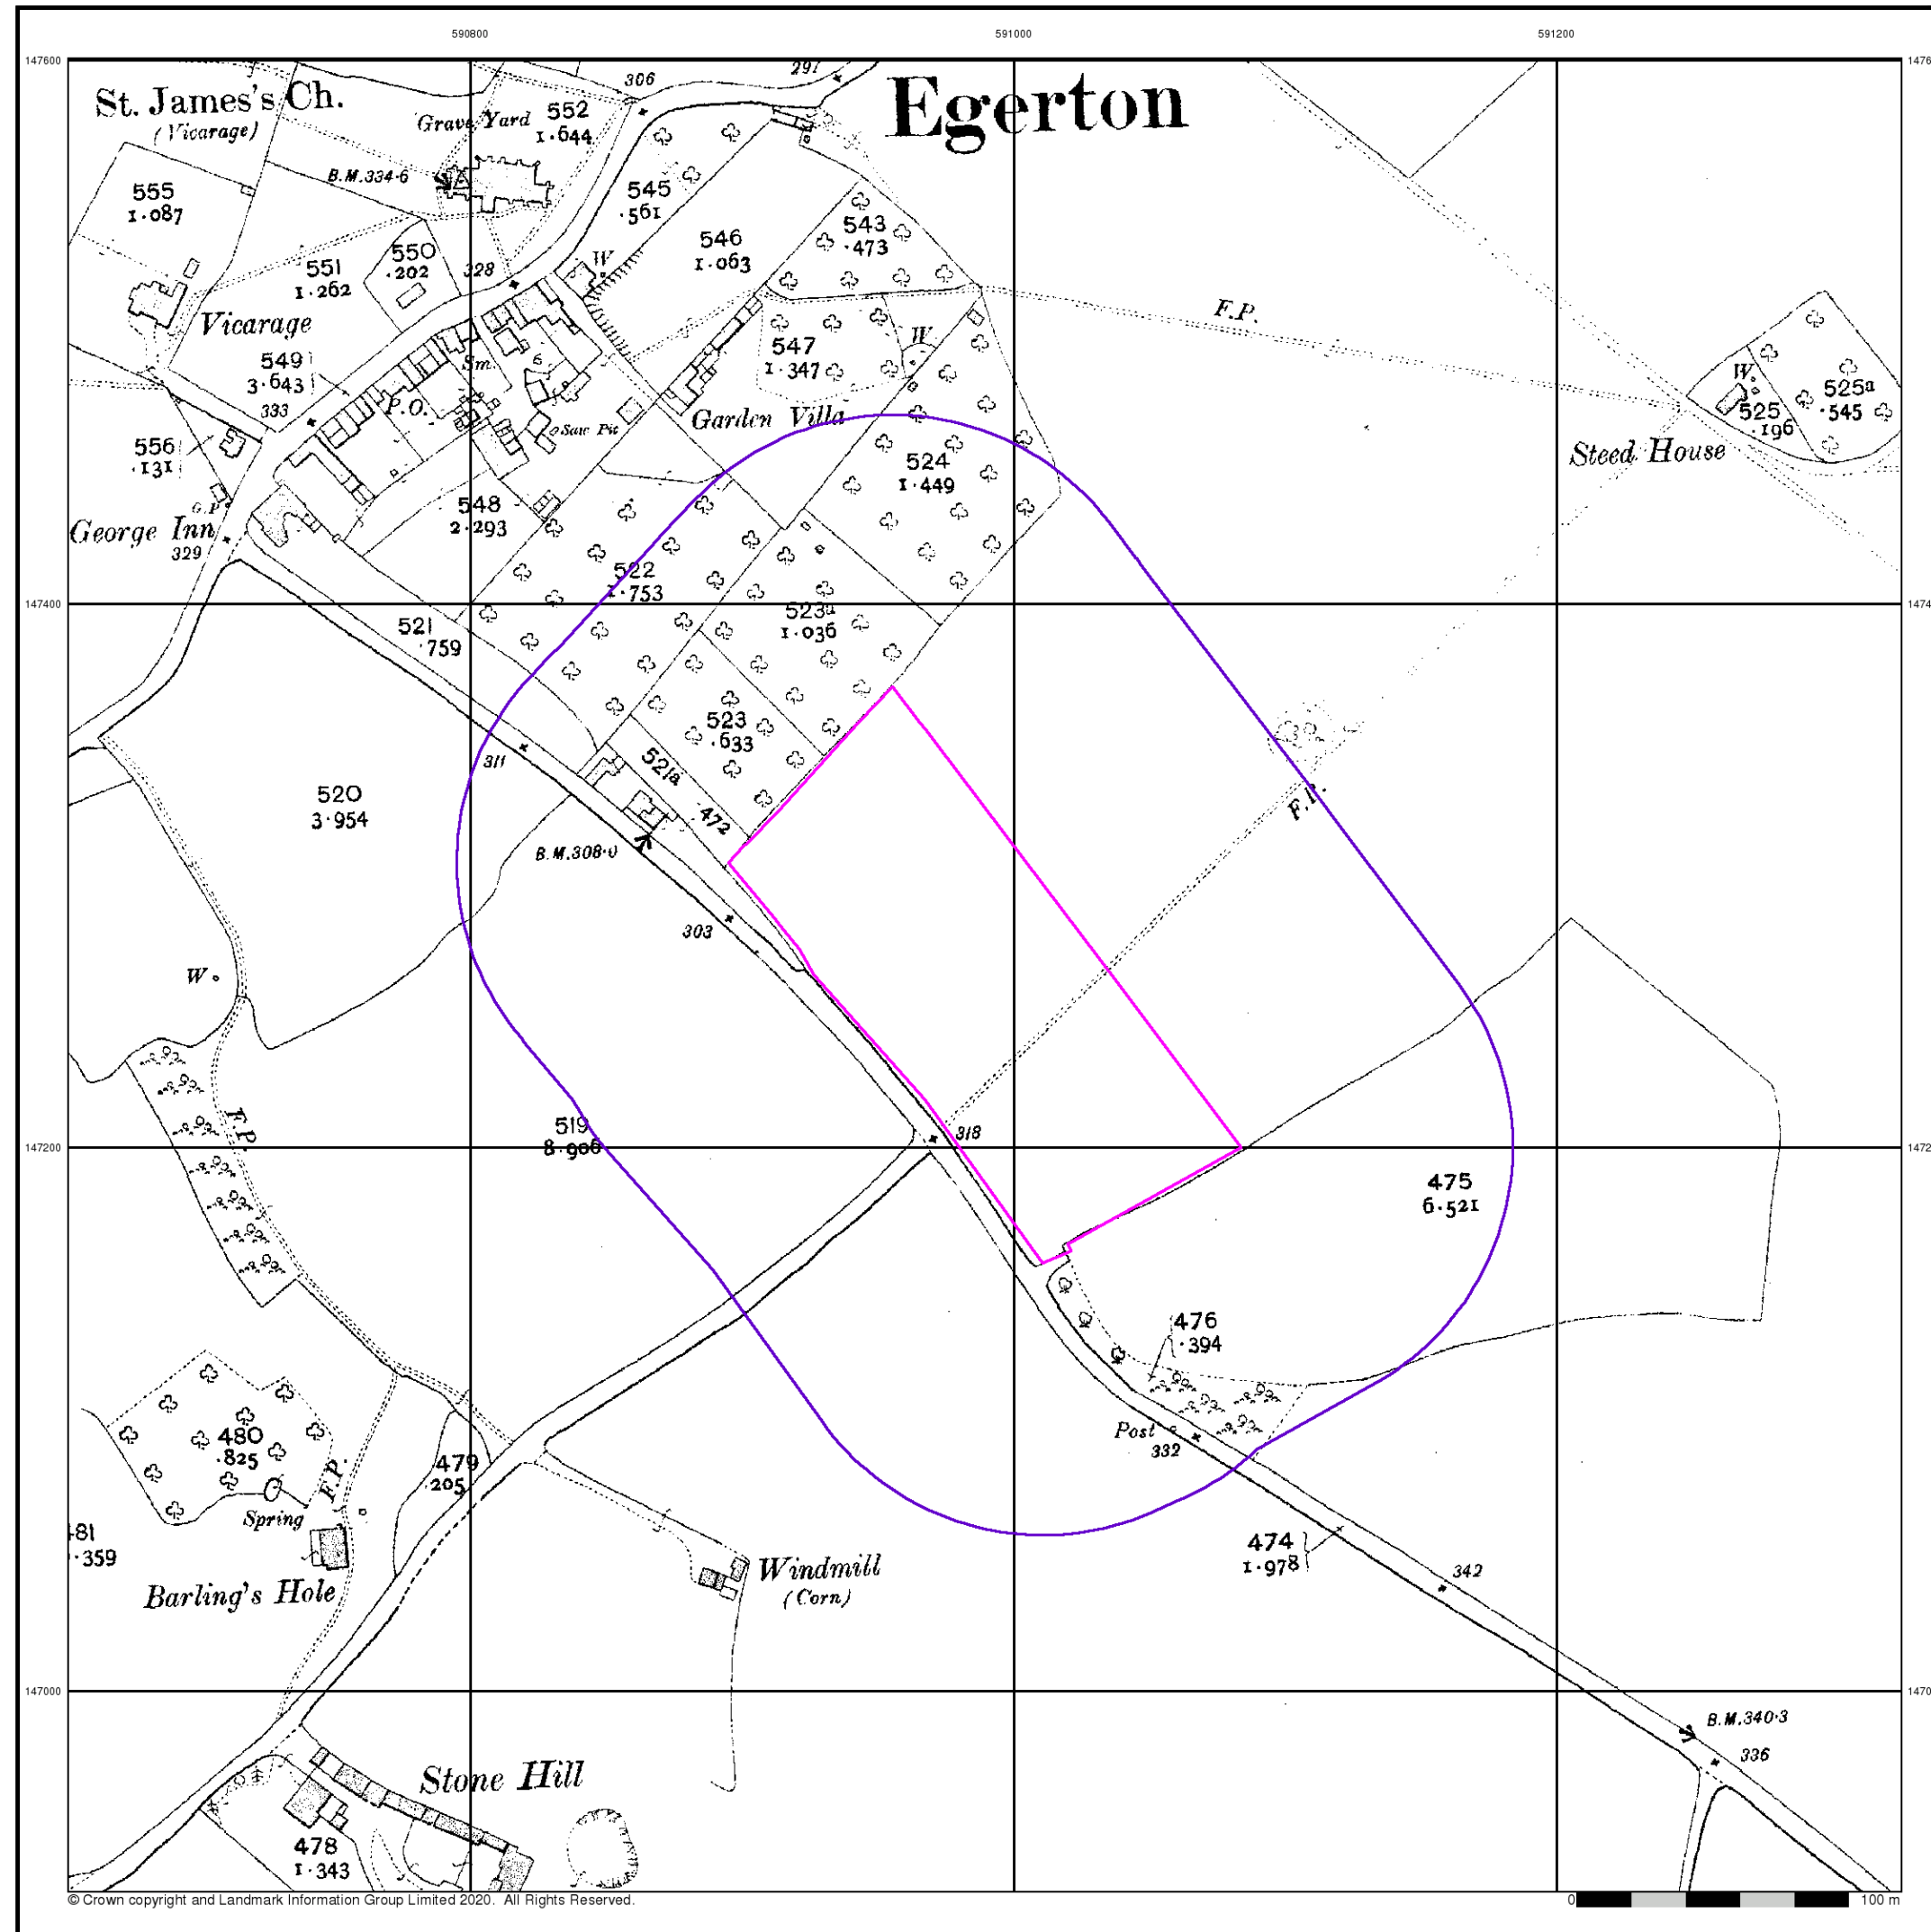 590800
591000
591200
147600
1476
St. James's Ch.
(Vicarage)
306
297
Egerton
Grave Yard
552
1.644
B.M.334.6
555
1.087
545
.561
543
.473
546
1.063
550
.202
551
1.262
328
W
F.P.
Vicarage
549
3.643
Sm.
547
1.347
W
W.
525a
.545
525
.196
333
P.O.
Garden Villa
Saw Pit
556
.131
524
1.449
Steed House
G.P
548
2.293
George Inn
329
522
1.753
147400
1474
523a
1.036
521
.759
523
.633
311
521a
.472
520
3.954
F.P.
B.M.308.0
303
W.
F.P.
519
8.906
318
147200
1472
475
6.521
476
.394
Post
332
480
.825
F.P.
479
.205
Spring
481
.359
474
1.978
Windmill
(Corn)
342
Barling's Hole
147000
1470
B.M.340.3
336
Stone Hill
478
1.343
© Crown copyright and Landmark Information Group Limited 2020. All Rights Reserved.
0
100 m